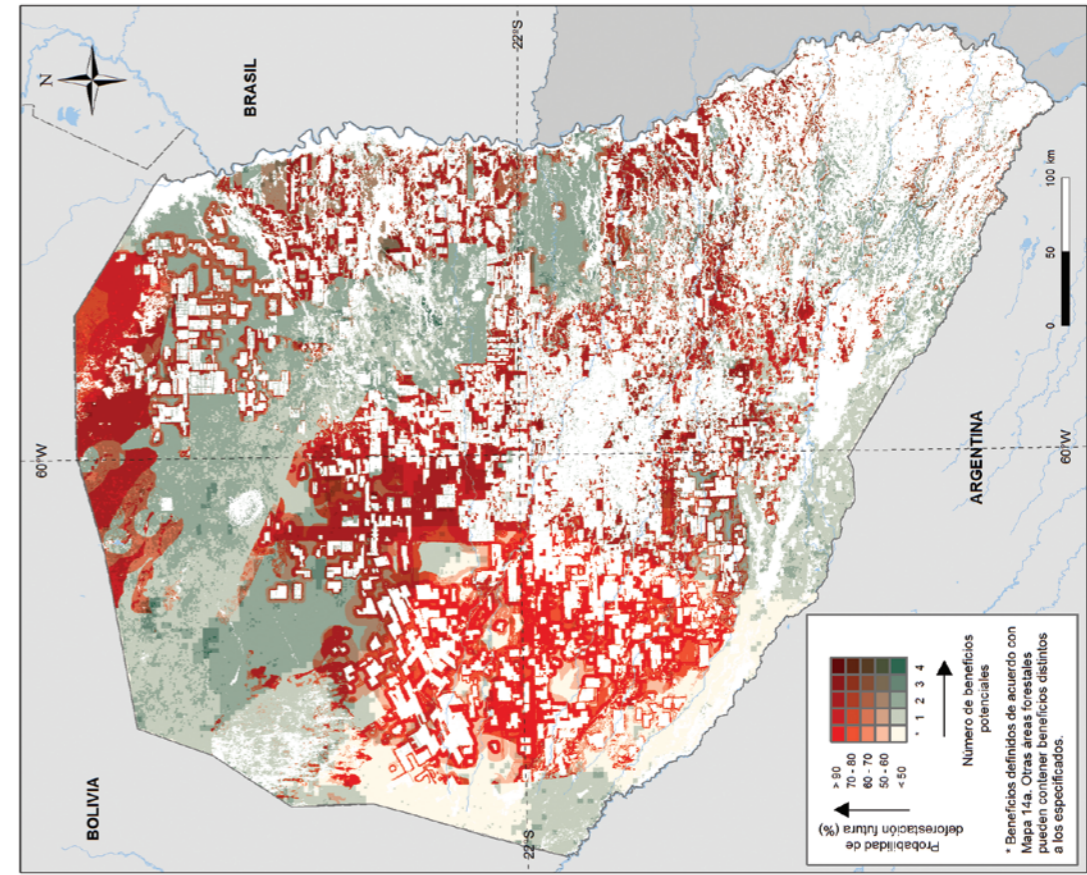 N
BOLIVIA
BRASIL
ARGENTINA
60°W
60°W
22°S
22°S
0 50 100 km
Probabilidad de
deforestación futura (%)
> 90
70 - 80
60 - 70
50 - 60
< 50
* 1 2 3 4
Número de beneficios
potenciales
* Beneficios definidos de acuerdo con
Mapa 14a. Otras áreas forestales
pueden contener beneficios distintos
a los especificados.